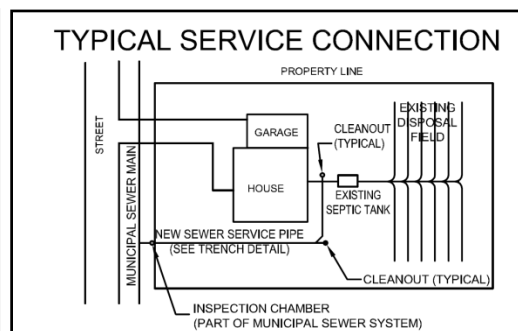 TYPICAL SERVICE CONNECTION
PROPERTY LINE
STREET
MUNICIPAL SEWER MAIN
GARAGE
HOUSE
CLEANOUT
(TYPICAL)
EXISTING
DISPOSAL
FIELD
EXISTING
SEPTIC TANK
NEW SEWER SERVICE PIPE
(SEE TRENCH DETAIL)
CLEANOUT (TYPICAL)
INSPECTION CHAMBER
(PART OF MUNICIPAL SEWER SYSTEM)